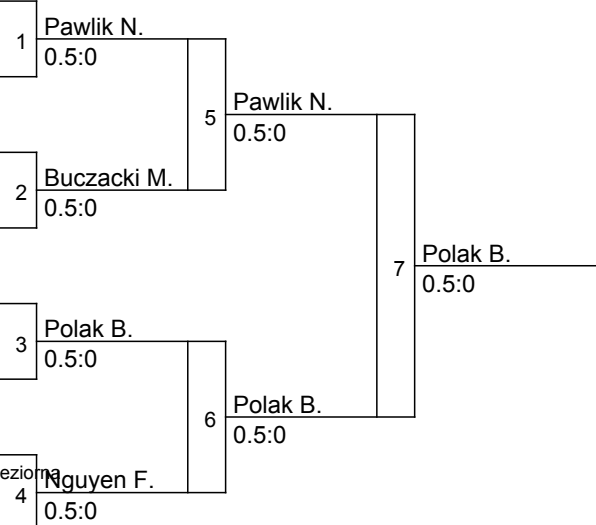 1
Pawlik N.
0.5:0
5
Pawlik N.
0.5:0
2
Buczacki M.
0.5:0
7
Polak B.
0.5:0
3
Polak B.
0.5:0
6
Polak B.
0.5:0
eziorna
4
Nguyen F.
0.5:0